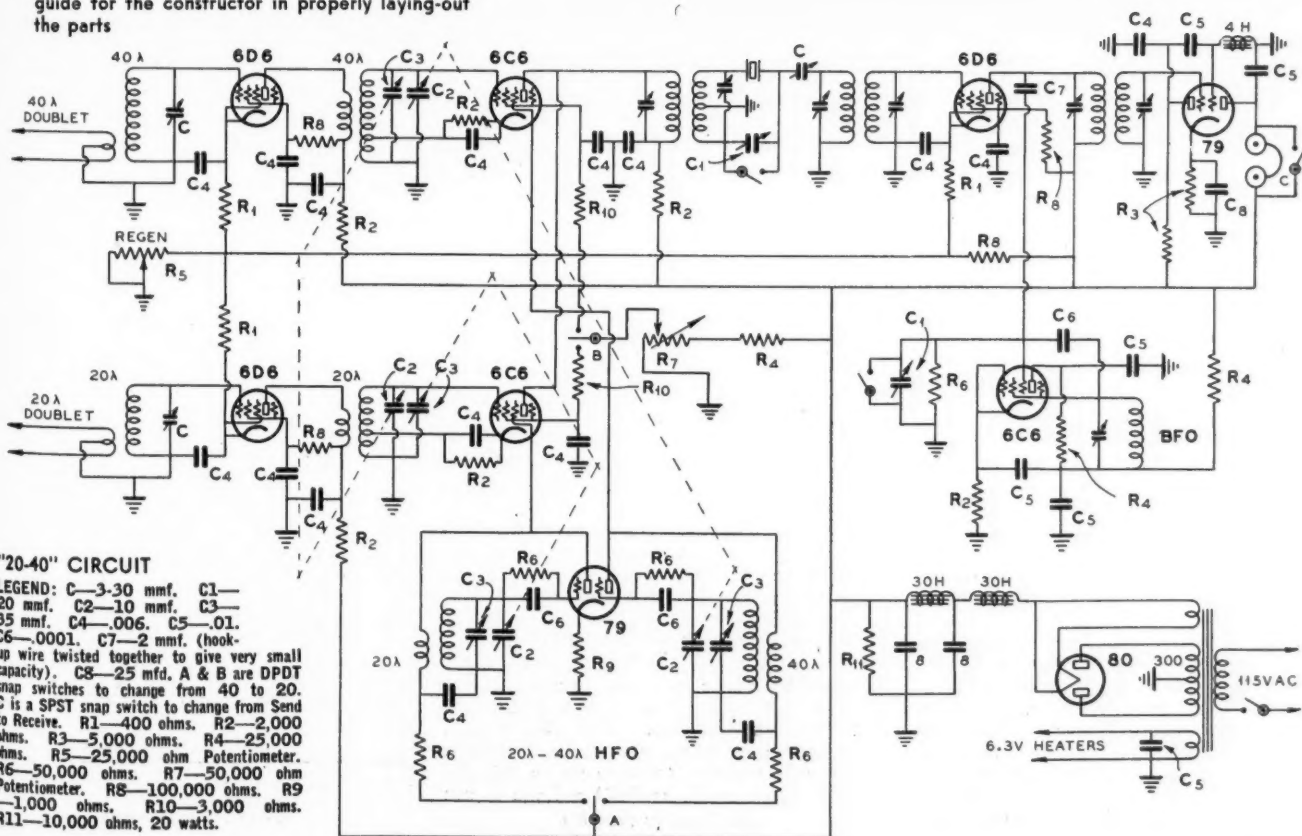 guide for the constructor in properly laying-out
the parts
40λ
6D6
40λ
C3
6C6
C
6D6
C7
C4
C5
4H
C5
40λ
DOUBLET
C
R8
C2
R2
C4
C4
C4
C4
C4
C4
C1
C4
C4
R8
79
C
R1
C4
R2
R10
R2
R1
R3
C8
REGEN
R5
R8
R1
B
R7
R4
C1
C6
C5
R6
R4
20λ
6D6
20λ
C2
C3
6C6
R10
20λ
DOUBLET
C
R8
C4
C4
6C6
BFO
C4
C4
R2
C4
C5
R4
C4
R2
C5
R2
"20-40" CIRCUIT
LEGEND: C—3-30 mmf. C1—
20 mmf. C2—10 mmf. C3—
35 mmf. C4—.006. C5—.01.
C6—.0001. C7—2 mmf. (hook-
up wire twisted together to give very small
capacity). C8—25 mfd. A & B are DPDT
snap switches to change from 40 to 20.
C is a SPST snap switch to change from Send
to Receive. R1—400 ohms. R2—2,000
ohms. R3—5,000 ohms. R4—25,000
ohms. R5—25,000 ohm Potentiometer.
R6—50,000 ohms. R7—50,000 ohm
Potentiometer. R8—100,000 ohms. R9
—1,000 ohms. R10—3,000 ohms.
R11—10,000 ohms, 20 watts.
C3
R6
R6
C3
C6
C6
79
20λ
C2
R9
C2
40λ
C4
C4
R6
20λ-40λ HFO
R6
A
30H
30H
R11
8
8
80
300
115VAC
6.3V HEATERS
C5